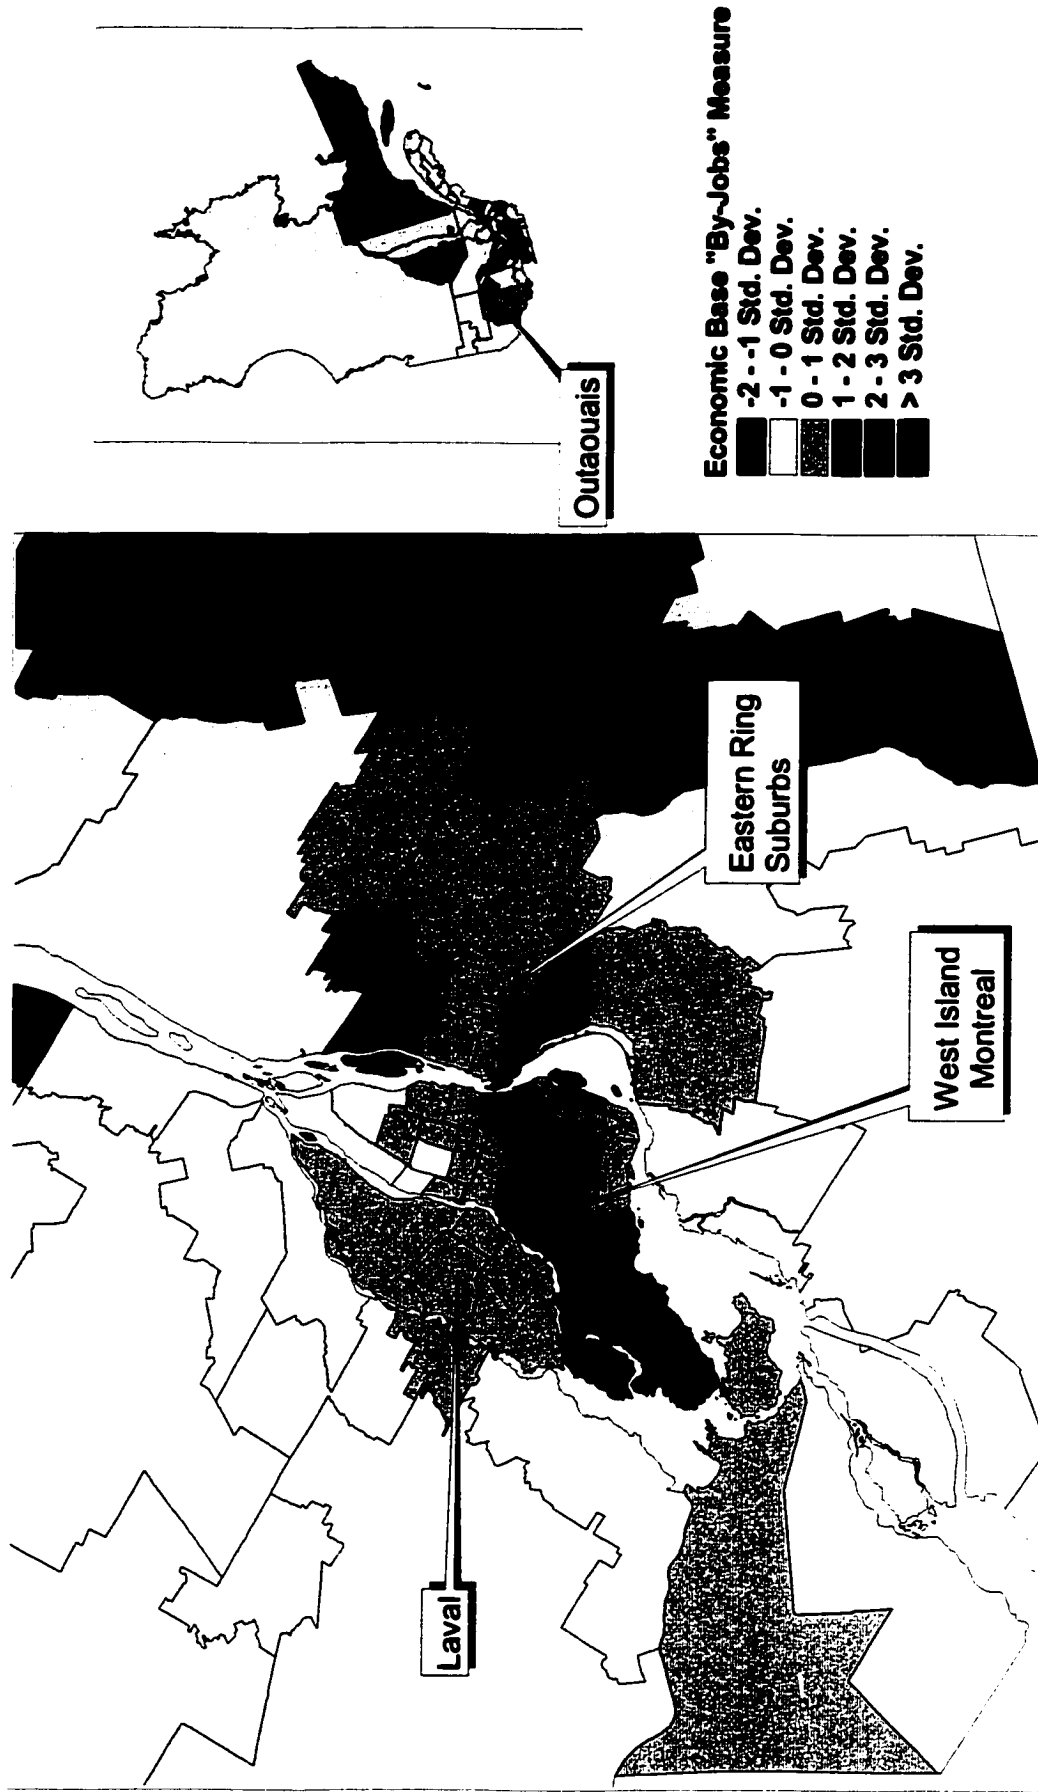 Outaouais
Economic Base "By-Jobs" Measure
-2 - -1 Std. Dev.
-1 - 0 Std. Dev.
0 - 1 Std. Dev.
1 - 2 Std. Dev.
2 - 3 Std. Dev.
> 3 Std. Dev.
Laval
Eastern Ring
Suburbs
West Island
Montreal